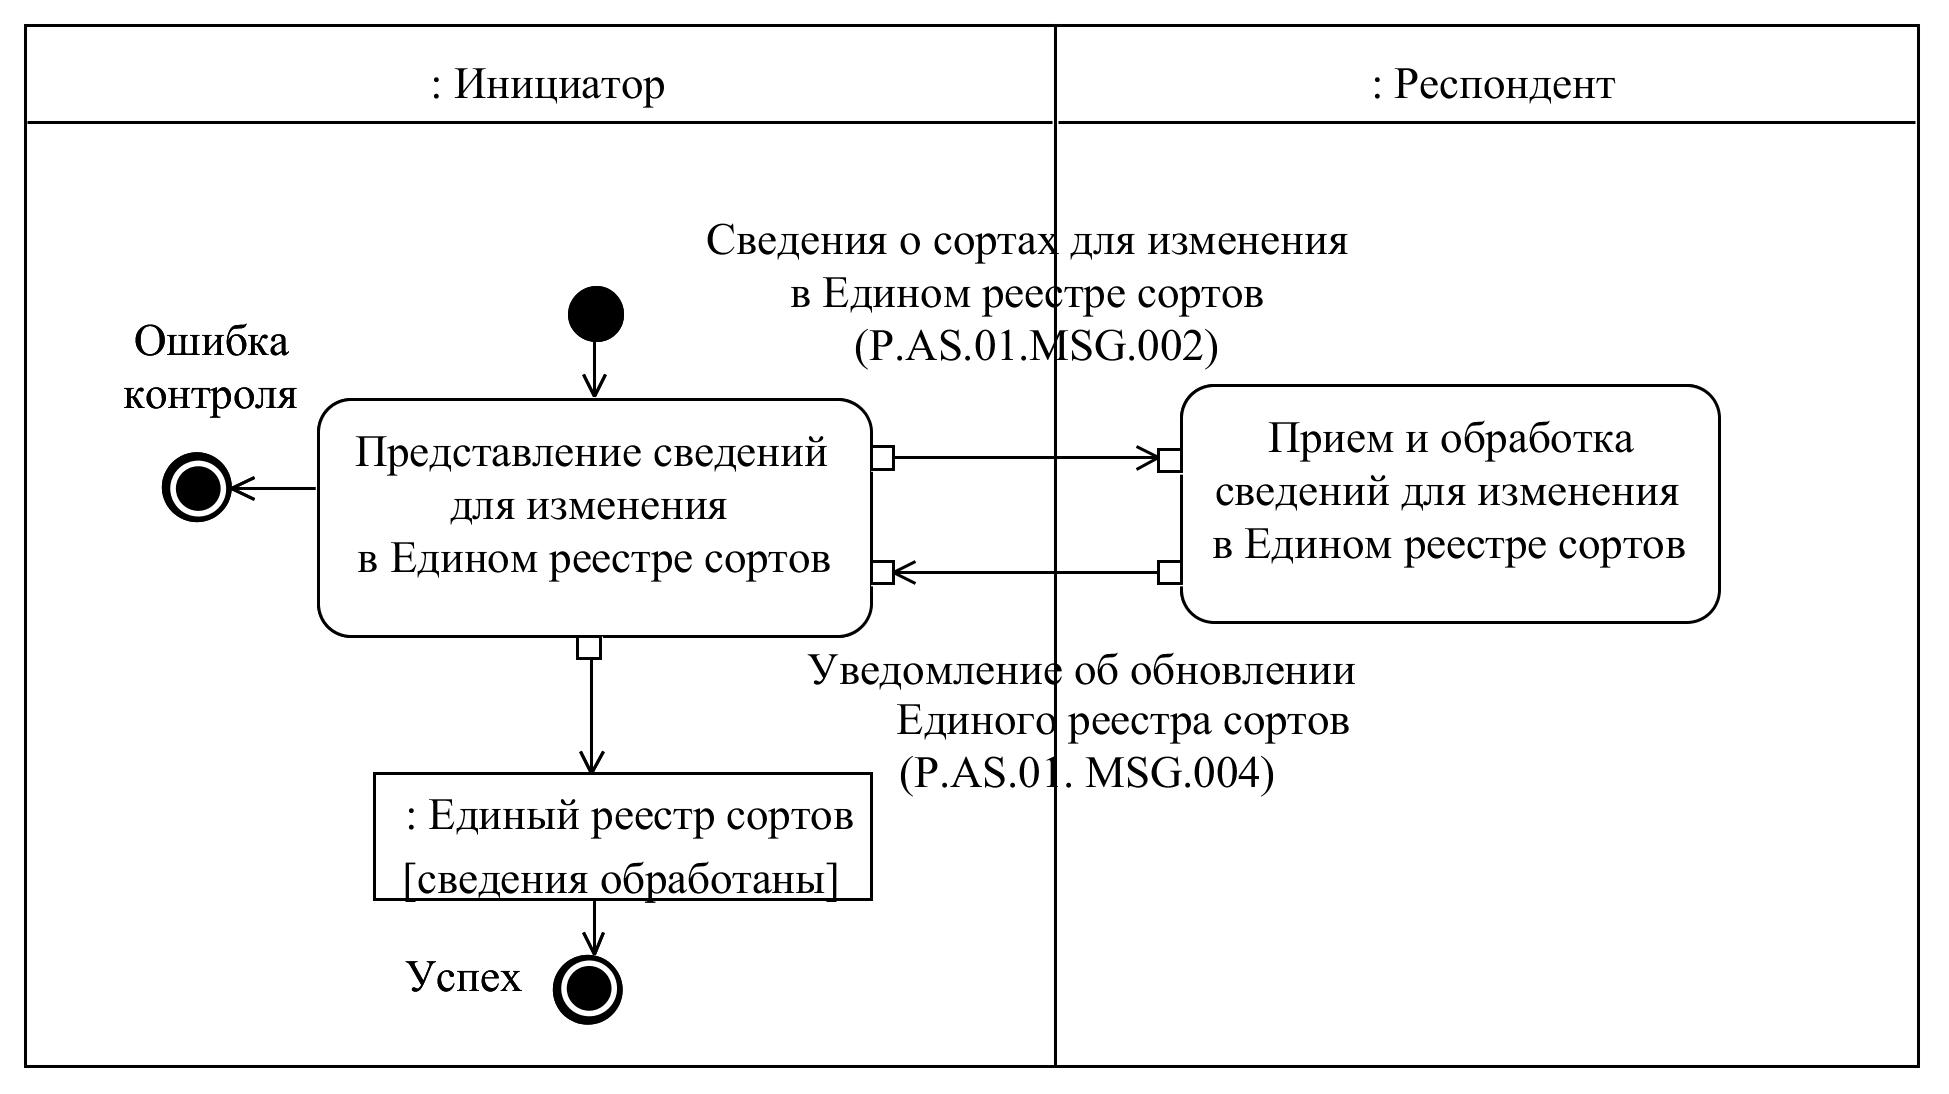 : Инициатор
: Респондент
Сведения о сортах для изменения
в Едином реестре сортов
(P.AS.01.MSG.002)
Ошибка
контроля
Представление сведений
для изменения
в Едином реестре сортов
Прием и обработка
сведений для изменения
в Едином реестре сортов
Уведомление об обновлении
Единого реестра сортов
(P.AS.01. MSG.004)
: Единый реестр сортов
[сведения обработаны]
Успех